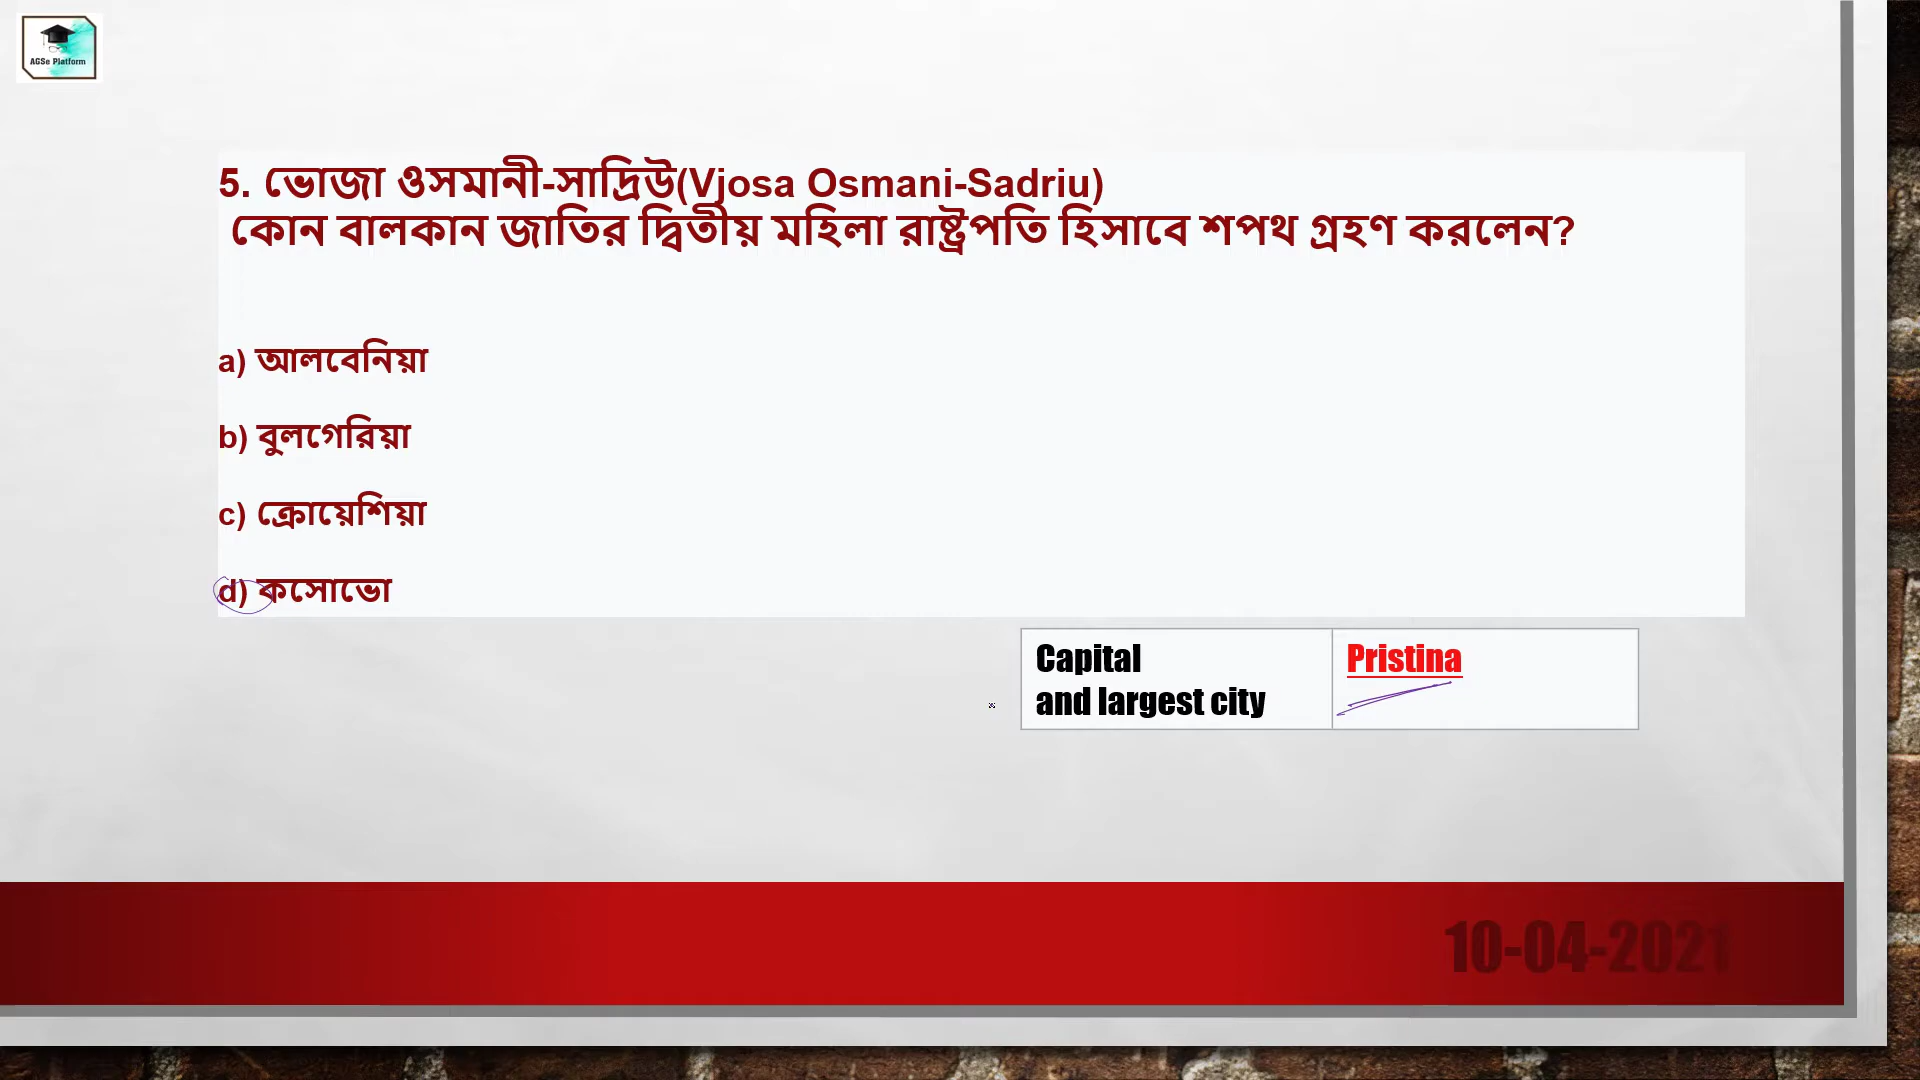 AGSe Platform
5. ভোজা ওসমানী-সাদ্রিউ(Vjosa Osmani-Sadriu)
কোন বালকান জাতির দ্বিতীয় মহিলা রাষ্ট্রপতি হিসাবে শপথ গ্রহণ করলেন?
a) আলবেনিয়া
b) বুলগেরিয়া
c) ক্রোয়েশিয়া
d) কসোভো
Capital Pristina
and largest city
10-04-2021